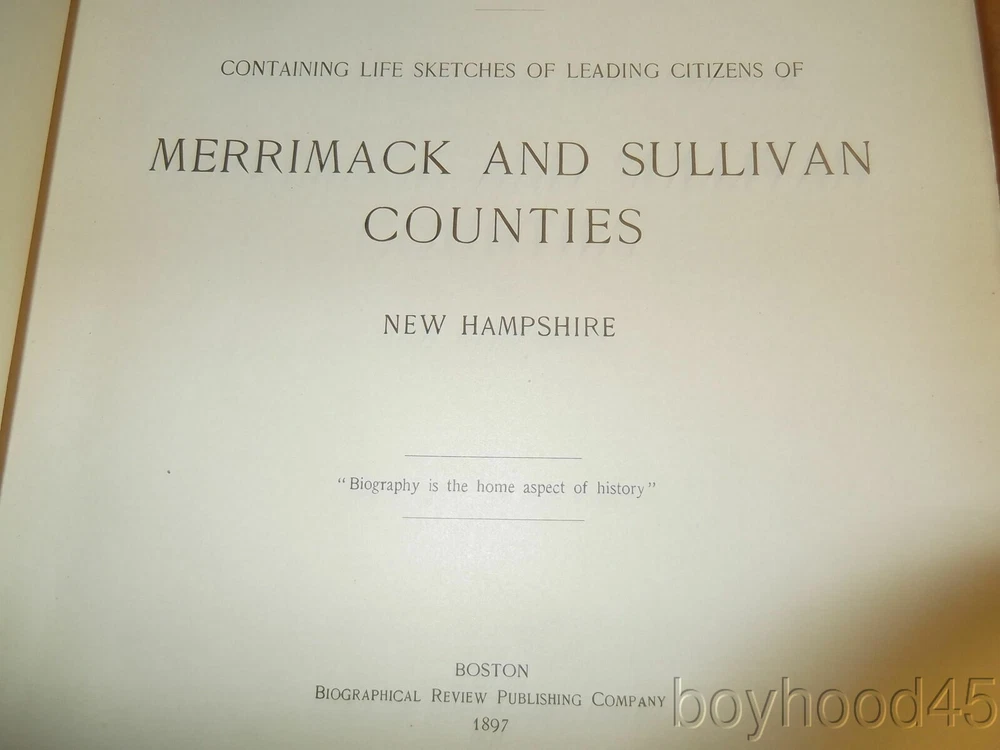 CONTAINING LIFE SKETCHES OF LEADING CITIZENS OF
MERRIMACK AND SULLIVAN
COUNTIES
NEW HAMPSHIRE
"Biography is the home aspect of history"
BOSTON
BIOGRAPHICAL REVIEW PUBLISHING COMPANY
1897
boyhood45